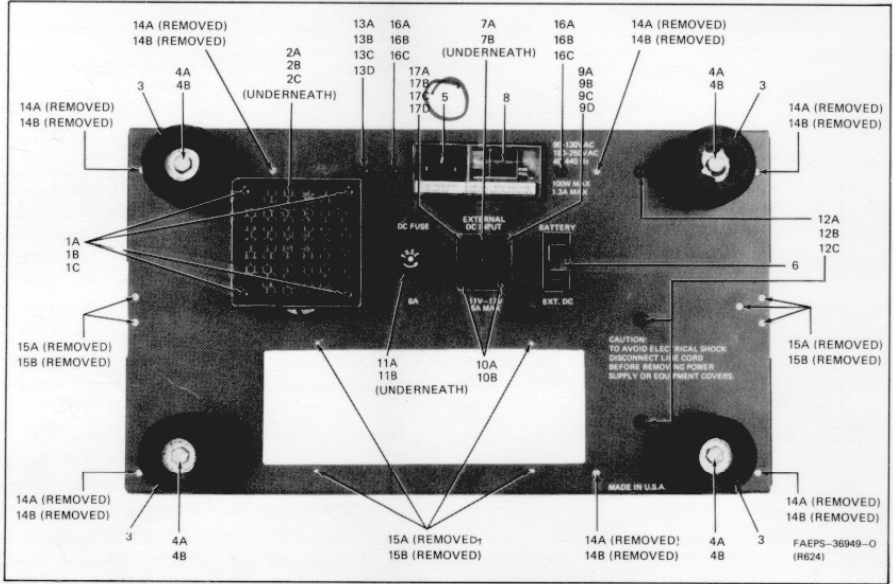 14A (REMOVED)
14B (REMOVED)
13A
13B
13C
13D
16A
16B
16C
7A
7B
(UNDERNEATH)
16A
16B
16C
14A (REMOVED)
14B (REMOVED)
2A
2B
2C
(UNDERNEATH)
17A
17B
17C
17D
5
8
9A
9B
9C
9D
3
4A
4B
4A
4B
3
14A (REMOVED)
14B (REMOVED)
14A (REMOVED)
14B (REMOVED)
100W MAX
1.3A MAX
1A
1B
1C
DC FUSE
EXTERNAL
DC INPUT
BATTERY
12A
12B
12C
6
6A
11V–
6A MAX
EXT. DC
15A (REMOVED)
15B (REMOVED)
15A (REMOVED)
15B (REMOVED)
11A
11B
(UNDERNEATH)
10A
10B
CAUTION:
TO AVOID ELECTRICAL SHOCK
DISCONNECT LINE CORD
BEFORE REMOVING POWER
SUPPLY OR EQUIPMENT COVERS.
MADE IN U.S.A.
14A (REMOVED)
14B (REMOVED)
3
4A
4B
15A (REMOVED)
15B (REMOVED)
14A (REMOVED)
14B (REMOVED)
4A
4B
3
14A (REMOVED)
14B (REMOVED)
FAEPS–36949–O
(R624)